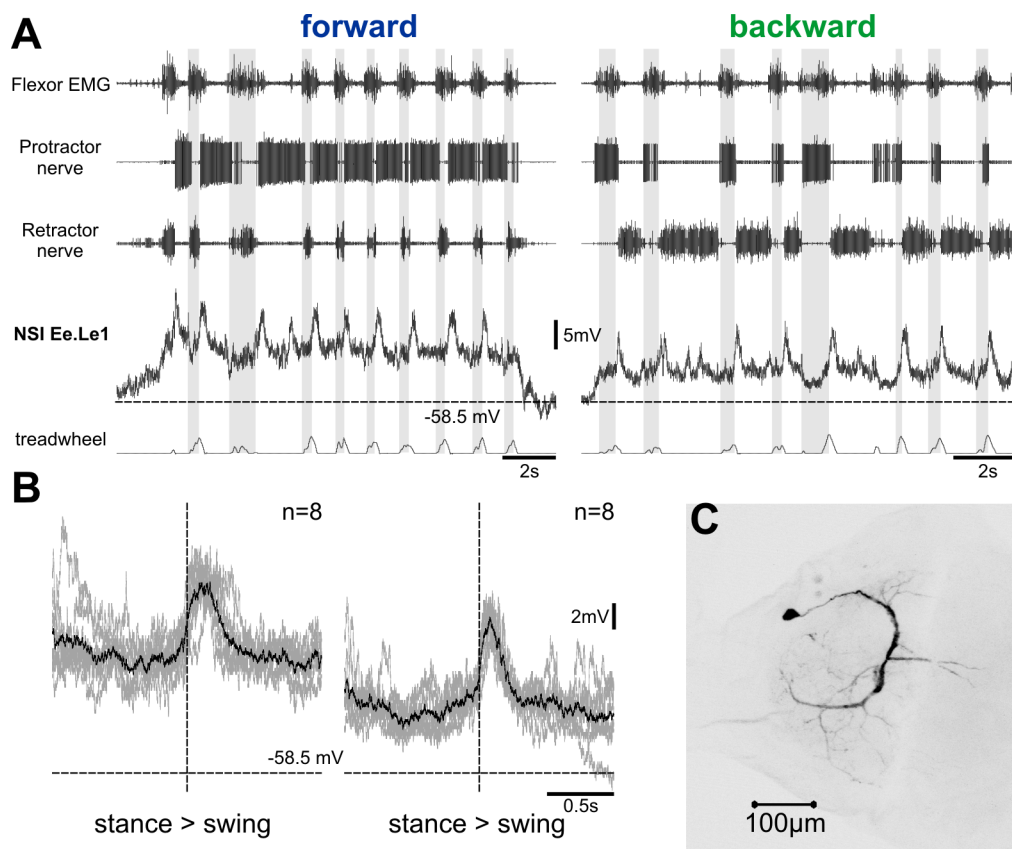 A
forward
backward
Flexor EMG
Protractor
nerve
Retractor
nerve
NSI Ee.Le1
5mV
-58.5 mV
treadwheel
2s
2s
B
n=8
n=8
C
2mV
-58.5 mV
0.5s
stance > swing
stance > swing
100µm